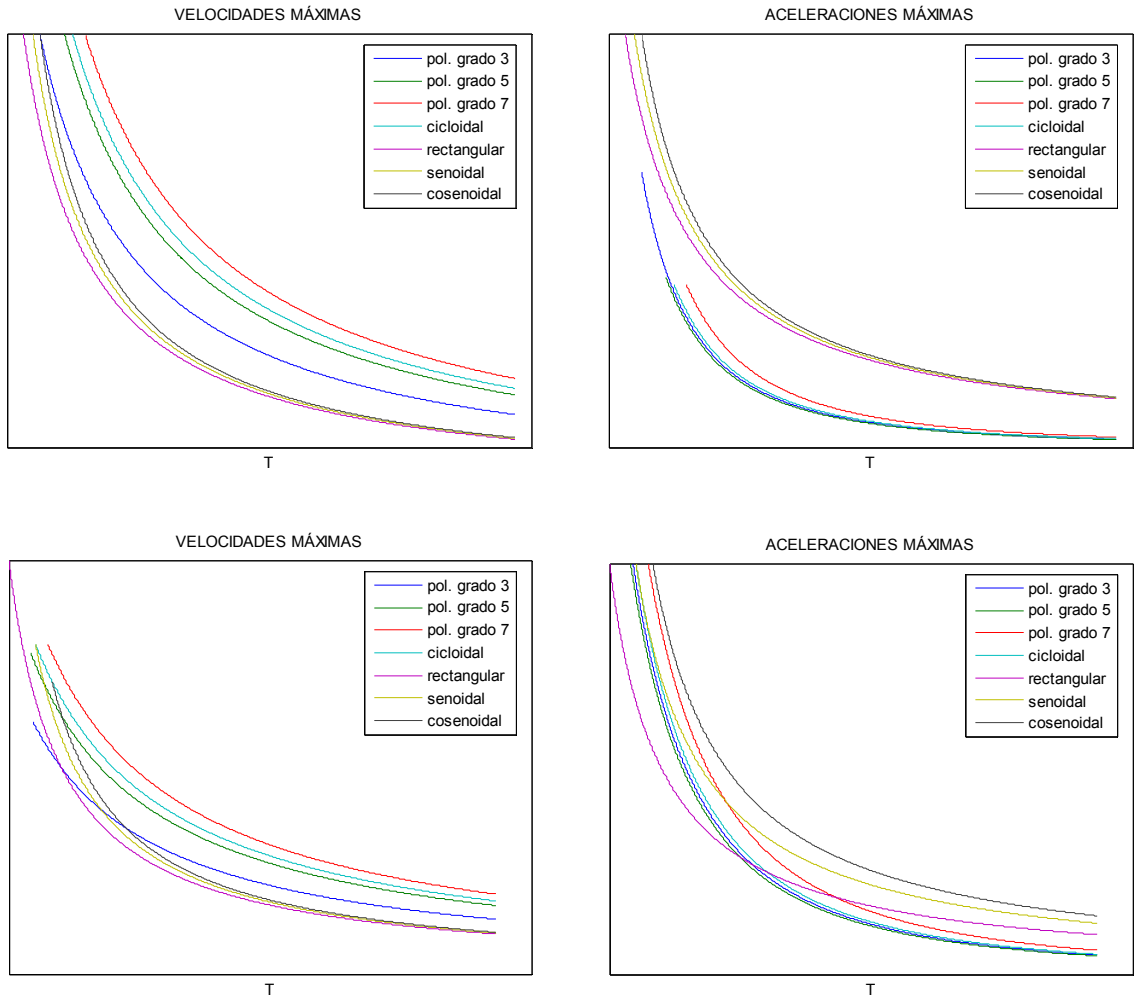 VELOCIDADES MÁXIMAS
pol. grado 3
pol. grado 5
pol. grado 7
cicloidal
rectangular
senoidal
cosenoidal
T
ACELERACIONES MÁXIMAS
pol. grado 3
pol. grado 5
pol. grado 7
cicloidal
rectangular
senoidal
cosenoidal
T
VELOCIDADES MÁXIMAS
pol. grado 3
pol. grado 5
pol. grado 7
cicloidal
rectangular
senoidal
cosenoidal
T
ACELERACIONES MÁXIMAS
pol. grado 3
pol. grado 5
pol. grado 7
cicloidal
rectangular
senoidal
cosenoidal
T